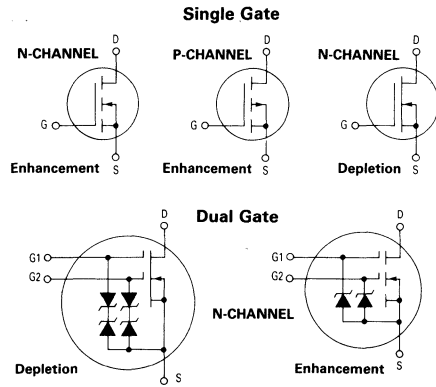 Single Gate
N-CHANNEL
D
G
S
Enhancement
P-CHANNEL
D
G
S
Enhancement
N-CHANNEL
D
G
S
Depletion
Dual Gate
D
G1
G2
S
Depletion
N-CHANNEL
D
G1
G2
S
Enhancement